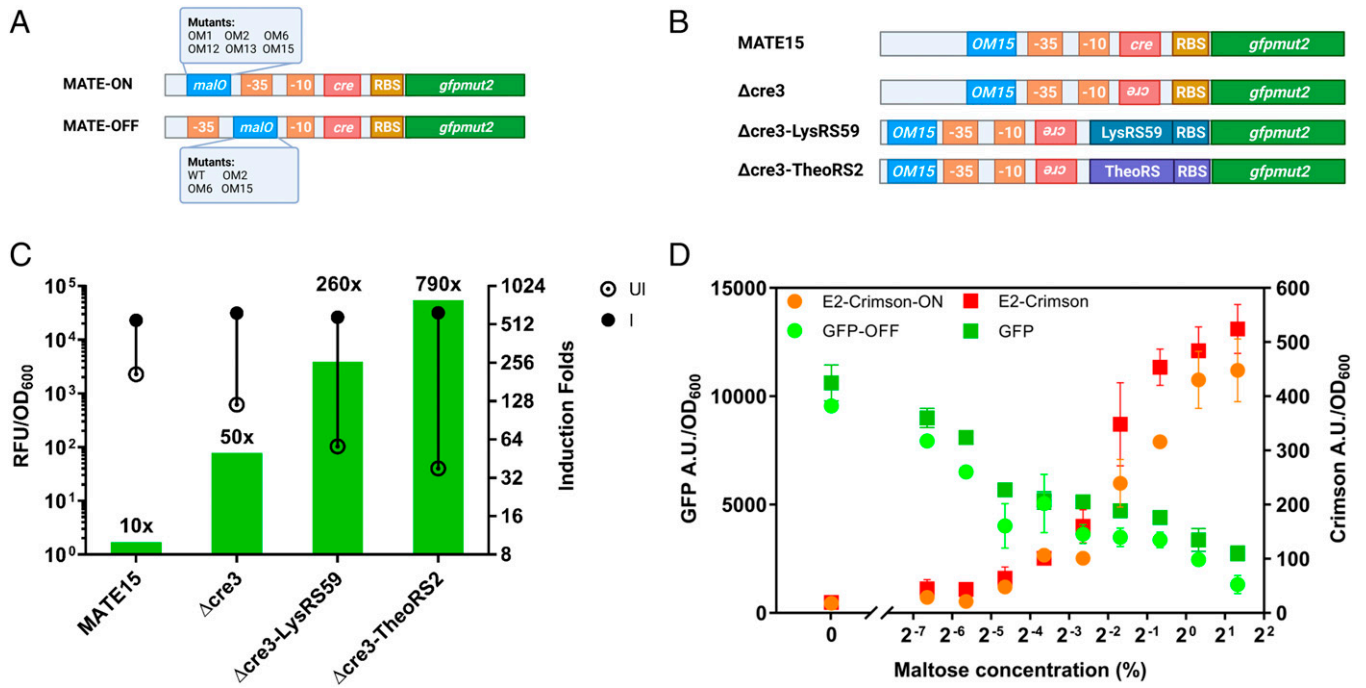 A
Mutants:
OM1 OM2 OM6
OM12 OM13 OM15
MATE-ON
malO -35 -10 cre RBS gfpmut2
MATE-OFF
-35 malO -10 cre RBS gfpmut2
Mutants:
WT OM2
OM6 OM15
B
MATE15
OM15 -35 -10 cre RBS gfpmut2
Δcre3
OM15 -35 -10 cre RBS gfpmut2
Δcre3-LysRS59
OM15 -35 -10 cre LysRS59 RBS gfpmut2
Δcre3-TheoRS2
OM15 -35 -10 cre TheoRS RBS gfpmut2
C
RFU/OD600
10⁵
10⁴
10³
10²
10¹
10⁰
10x
50x
260x
790x
1024
512
256
128
64
32
16
8
Induction Folds
UI
I
MATE15
Δcre3
Δcre3-LysRS59
Δcre3-TheoRS2
D
GFP A.U./OD600
15000
10000
5000
0
E2-Crimson-ON E2-Crimson
GFP-OFF GFP
600
500
400
300
200
100
0
Crimson A.U./OD600
0 2⁻⁷ 2⁻⁶ 2⁻⁵ 2⁻⁴ 2⁻³ 2⁻² 2⁻¹ 2⁰ 2¹ 2²
Maltose concentration (%)